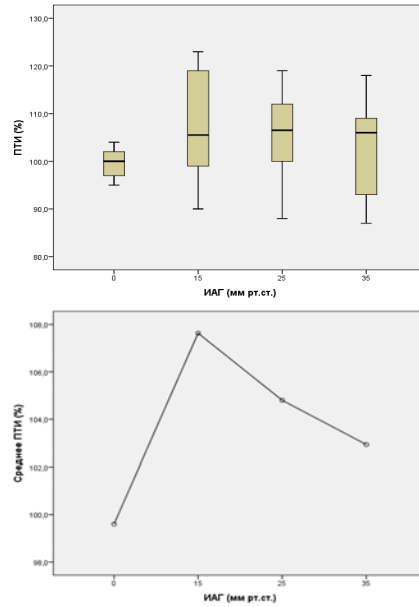 130,0
120,0
110,0
100,0
90,0
80,0
ПТИ (%)
0 15 25 35
ИАГ (мм рт.ст.)
108,0
106,0
104,0
102,0
100,0
98,0
Среднее ПТИ (%)
0 15 25 35
ИАГ (мм рт.ст.)